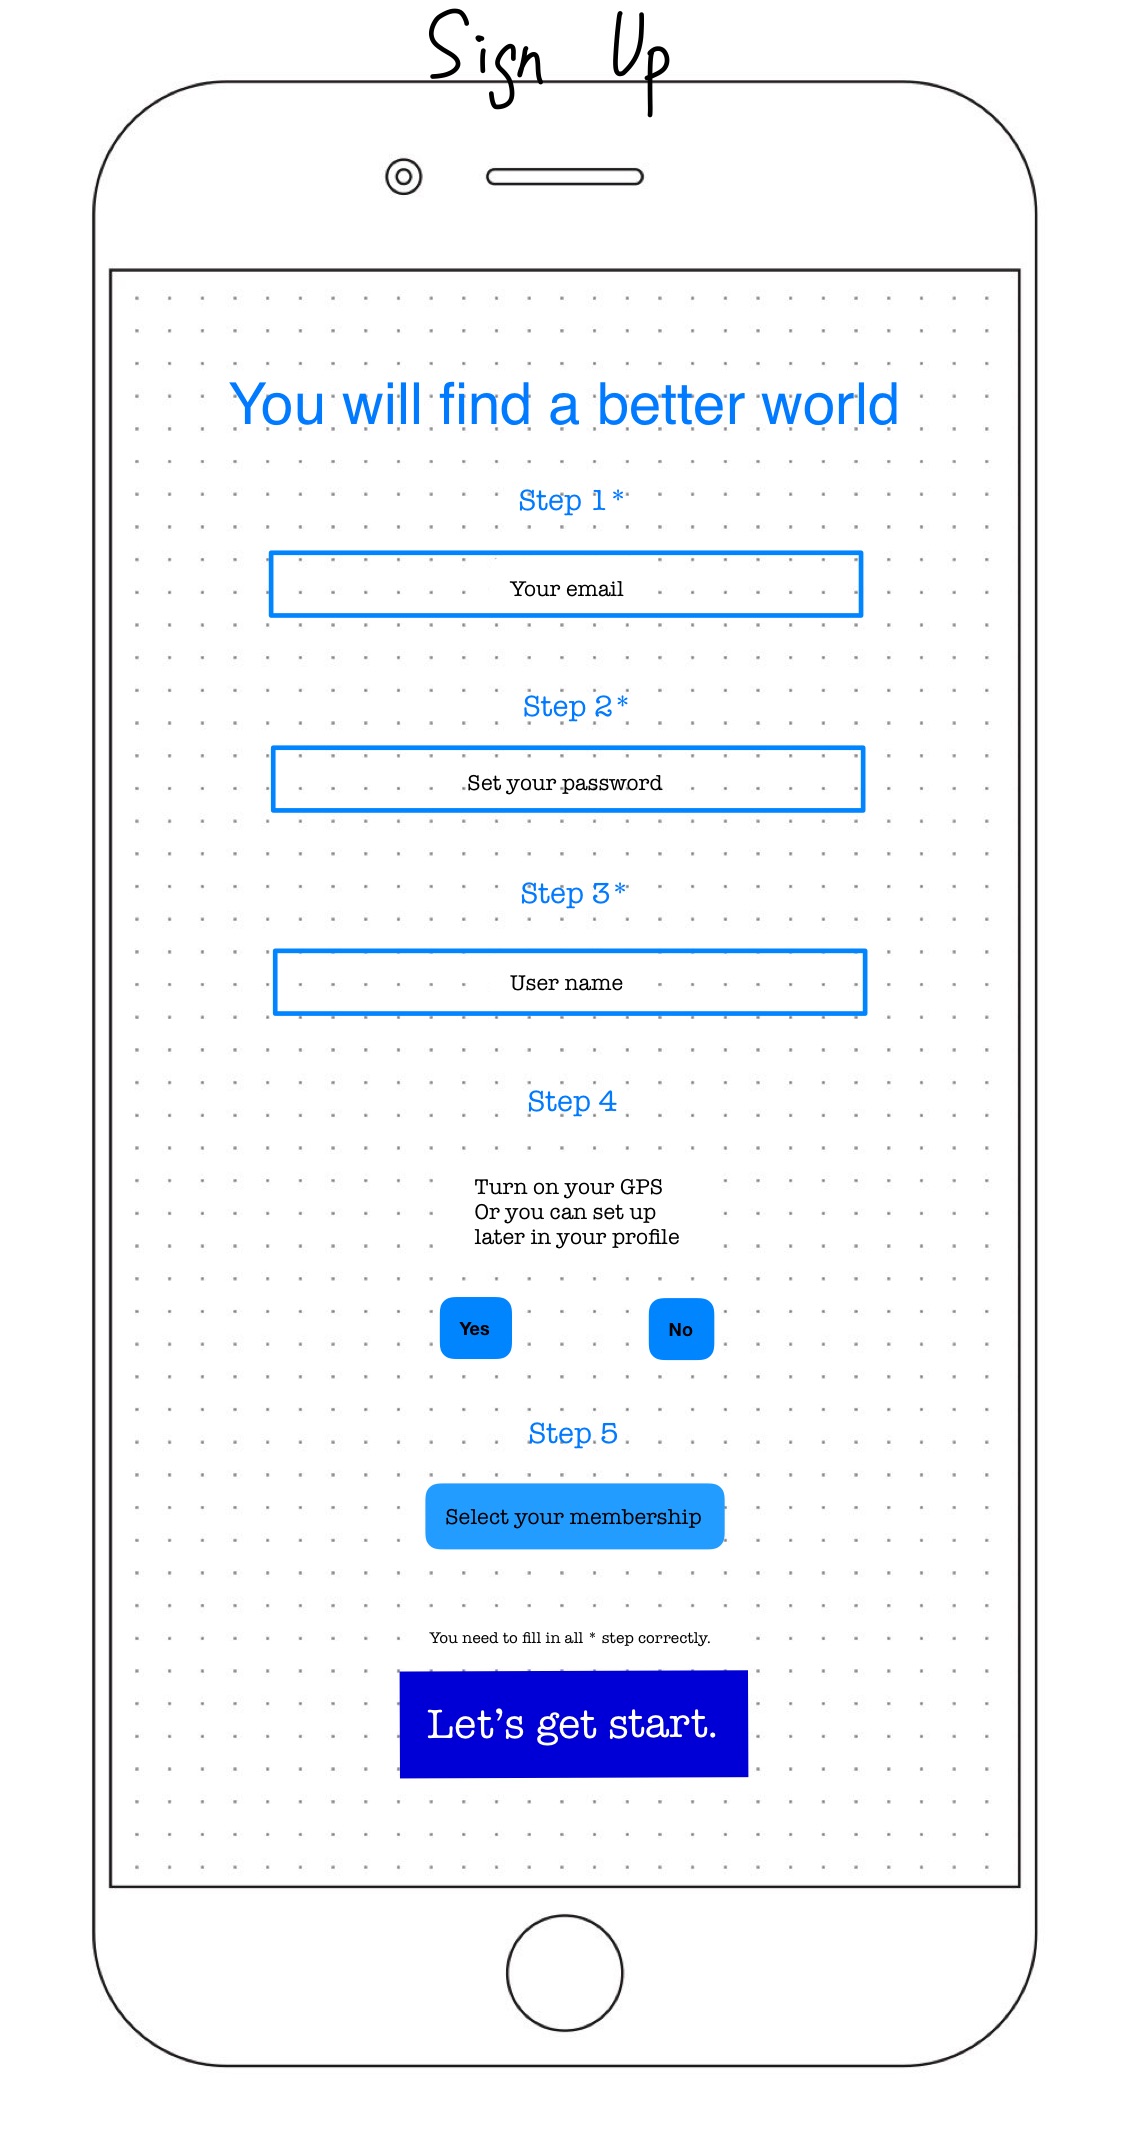 Sign Up
You will find a better world
Step 1*
Your email
Step 2*
Set your password
Step 3*
User name
Step 4
Turn on your GPS
Or you can set up
later in your profile
Yes No
Step 5
Select your membership
You need to fill in all * step correctly.
Let's get start.